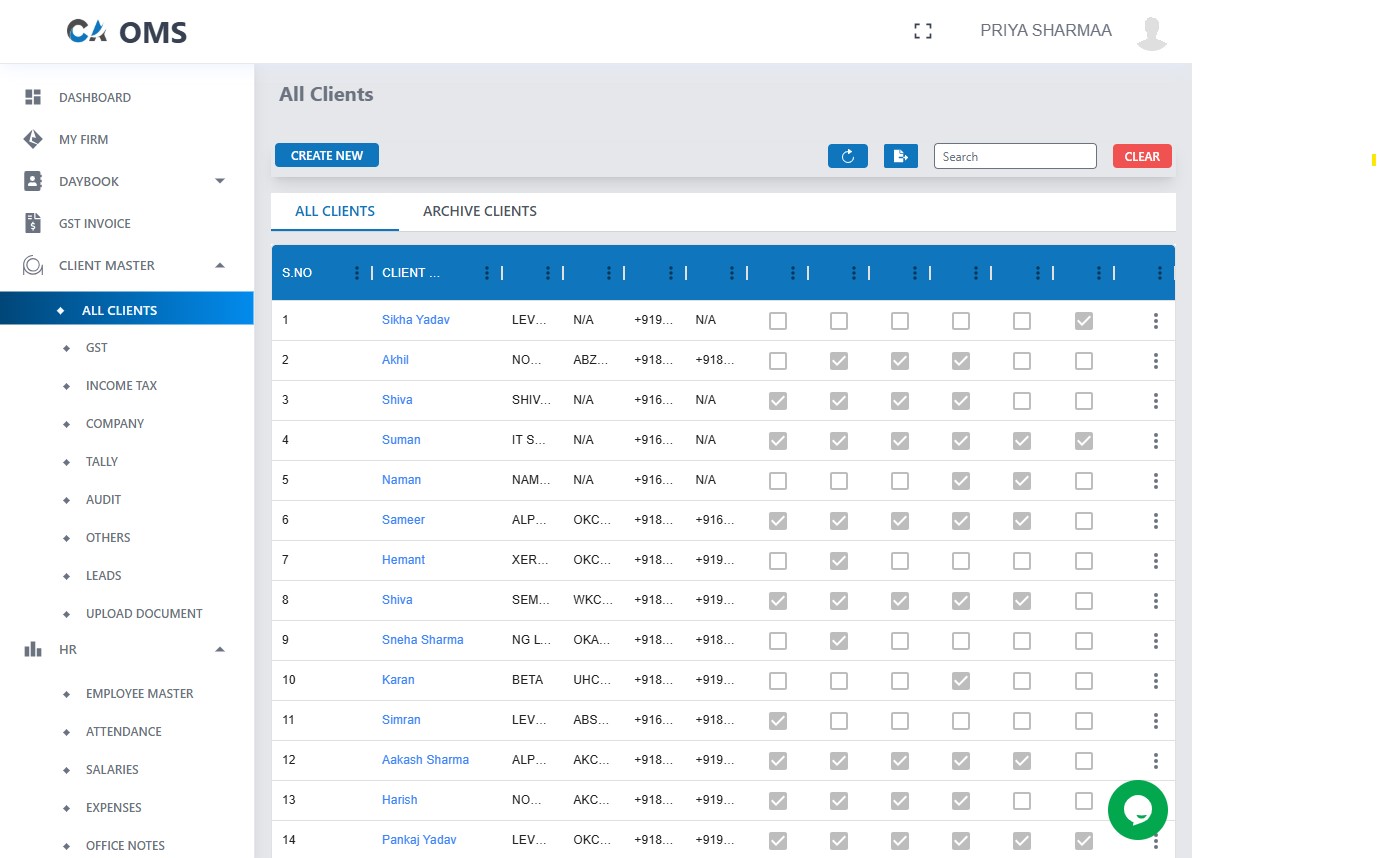 CA OMS
PRIYA SHARMAA
DASHBOARD
MY FIRM
DAYBOOK
GST INVOICE
CLIENT MASTER
ALL CLIENTS
GST
INCOME TAX
COMPANY
TALLY
AUDIT
OTHERS
LEADS
UPLOAD DOCUMENT
HR
EMPLOYEE MASTER
ATTENDANCE
SALARIES
EXPENSES
OFFICE NOTES
All Clients
CREATE NEW
Search
CLEAR
ALL CLIENTS ARCHIVE CLIENTS
S.NO CLIENT ...
1 Sikha Yadav LEV... N/A +919... N/A
2 Akhil NO... ABZ... +918... +918...
3 Shiva SHIV... N/A +916... N/A
4 Suman IT S... N/A +916... N/A
5 Naman NAM... N/A +916... N/A
6 Sameer ALP... OKC... +918... +916...
7 Hemant XER... OKC... +918... +919...
8 Shiva SEM... WKC... +918... +919...
9 Sneha Sharma NG L... OKA... +918... +918...
10 Karan BETA UHC... +918... +919...
11 Simran LEV... ABS... +916... +918...
12 Aakash Sharma ALP... AKC... +918... +919...
13 Harish NO... AKC... +918... +919...
14 Pankaj Yadav LEV... OKC... +918... +919...